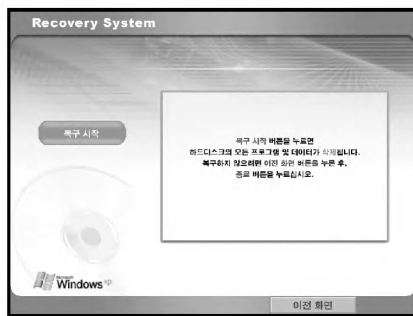 Recovery System
복구 시작
복구 시작 버튼을 누르면
하드디스크의 모든 프로그램 및 데이터가 삭제됩니다.
복구하지 않으려면 이전 화면 버튼을 누른 후,
종료 버튼을 누르십시오.
Microsoft
Windows xp
이전 화면